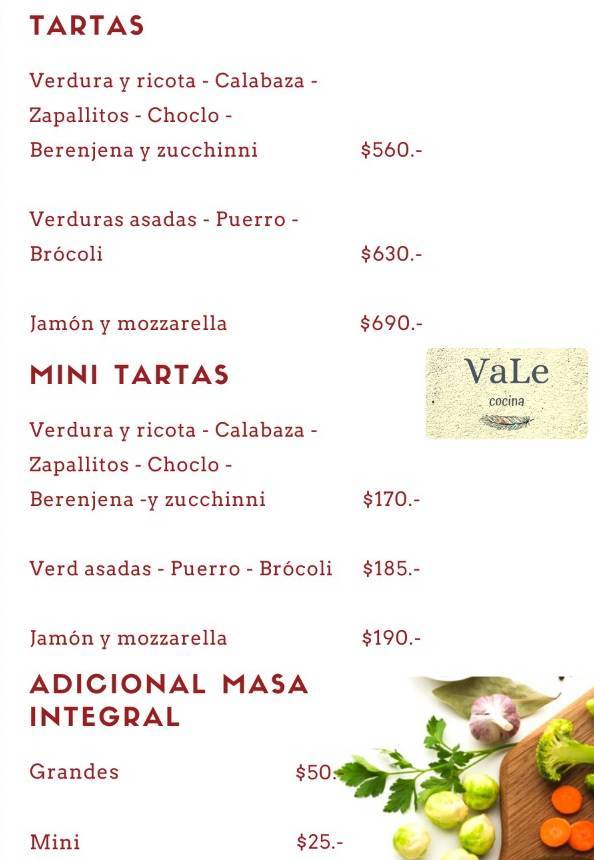 TARTAS
Verdura y ricota - Calabaza -
Zapallitos - Choclo -
Berenjena y zucchinni $560.-
Verduras asadas - Puerro -
Brócoli $630.-
Jamón y mozzarella $690.-
MINI TARTAS
VaLe
cocina
Verdura y ricota - Calabaza -
Zapallitos - Choclo -
Berenjena -y zucchinni $170.-
Verd asadas - Puerro - Brócoli $185.-
Jamón y mozzarella $190.-
ADICIONAL MASA
INTEGRAL
Grandes $50.
Mini $25.-